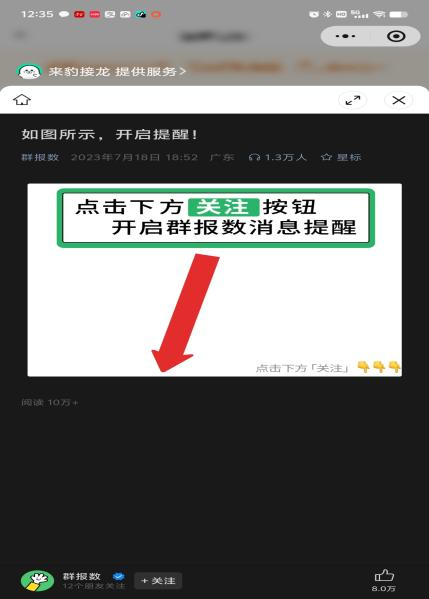 12:35
HD 5G
来豹接龙 提供服务>
如图所示，开启提醒！
群报数 2023年7月18日 18:52 广东 1.3万人 星标
点击下方 关注 按钮
开启群报数消息提醒
点击下方「关注」👇👇👇
阅读 10万+
群报数
12个朋友关注
+ 关注
8.0万